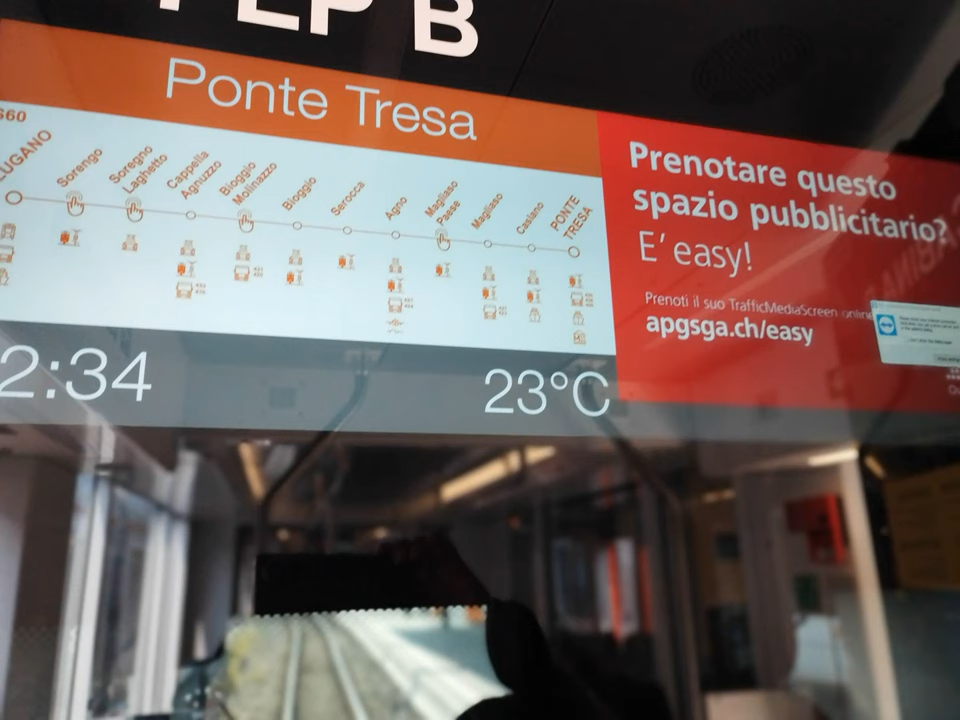 FLP B
Ponte Tresa
S60
LUGANO
Sorengo
Soregno
Laghetto
Cappella
Agnuzzo
Bioggio
Molinazzo
Bioggio
Serocca
Agno
Magliaso
Paese
Magliaso
Caslano
PONTE
TRESA
2:34
23°C
Prenotare questo
spazio pubblicitario?
E' easy!
Prenoti il suo TrafficMediaScreen online
apgsga.ch/easy